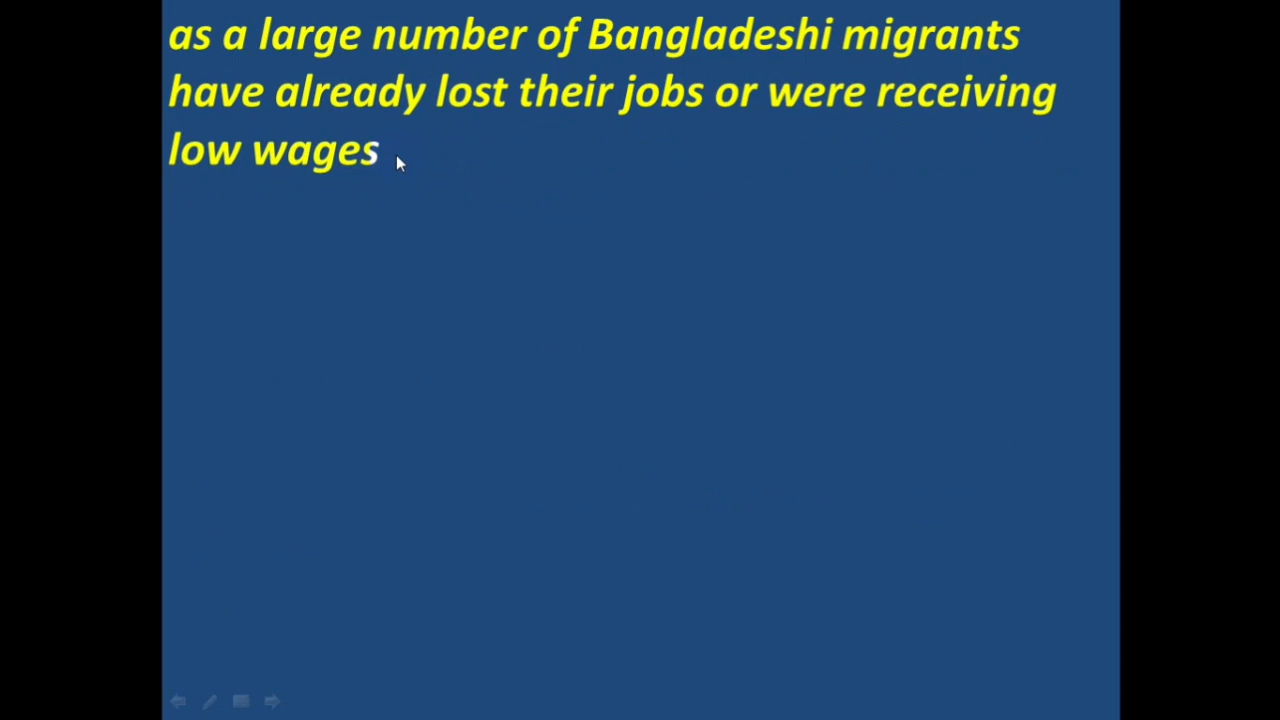 as a large number of Bangladeshi migrants
have already lost their jobs or were receiving
low wages